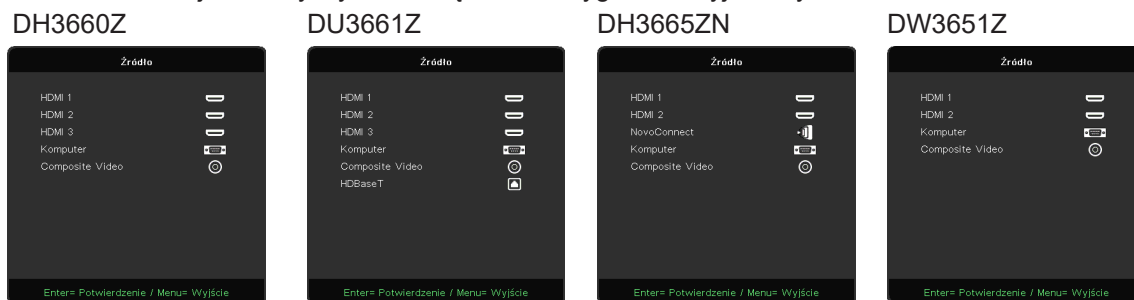 DH3660Z
Źródło
HDMI 1
HDMI 2
HDMI 3
Komputer
Composite Video
Enter= Potwierdzenie / Menu= Wyjście
DU3661Z
Źródło
HDMI 1
HDMI 2
HDMI 3
Komputer
Composite Video
HDBaseT
Enter= Potwierdzenie / Menu= Wyjście
DH3665ZN
Źródło
HDMI 1
HDMI 2
NovoConnect
Komputer
Composite Video
Enter= Potwierdzenie / Menu= Wyjście
DW3651Z
Źródło
HDMI 1
HDMI 2
Komputer
Composite Video
Enter= Potwierdzenie / Menu= Wyjście